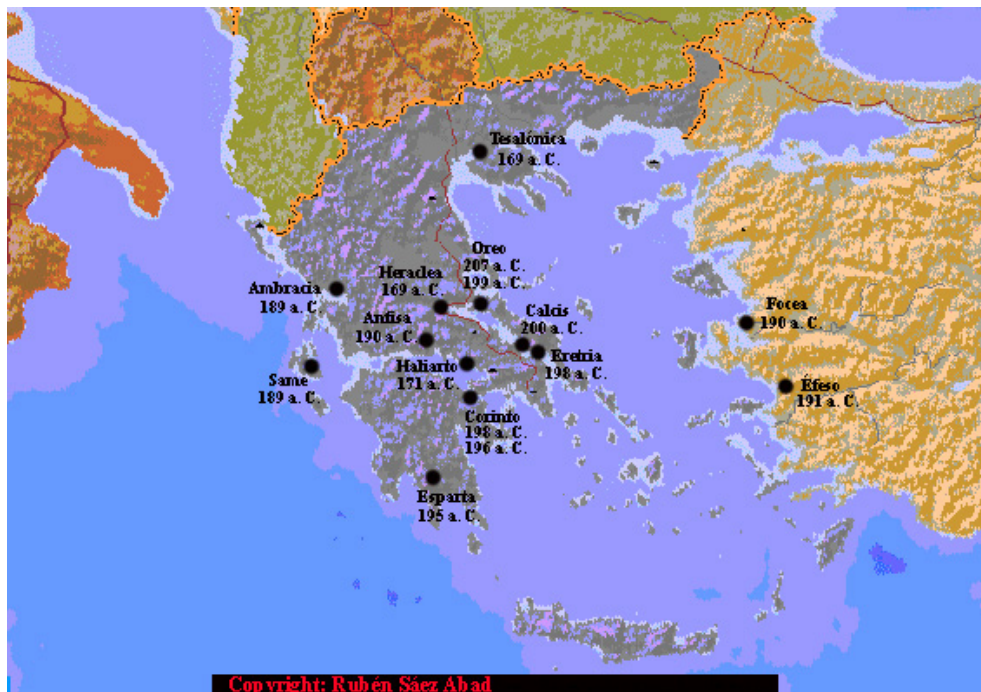 Tesalónica
169 a. C.
Oreo
207 a. C.
199 a. C.
Heraclea
169 a. C.
Ambracia
189 a. C.
Calcis
200 a. C.
Focea
190 a. C.
Anfisa
190 a. C.
Eretria
198 a. C.
Haliarto
171 a. C.
Same
189 a. C.
Éfeso
191 a. C.
Corinto
198 a. C.
196 a. C.
Esparta
195 a. C.
Copyright: Rubén Sáez Abad